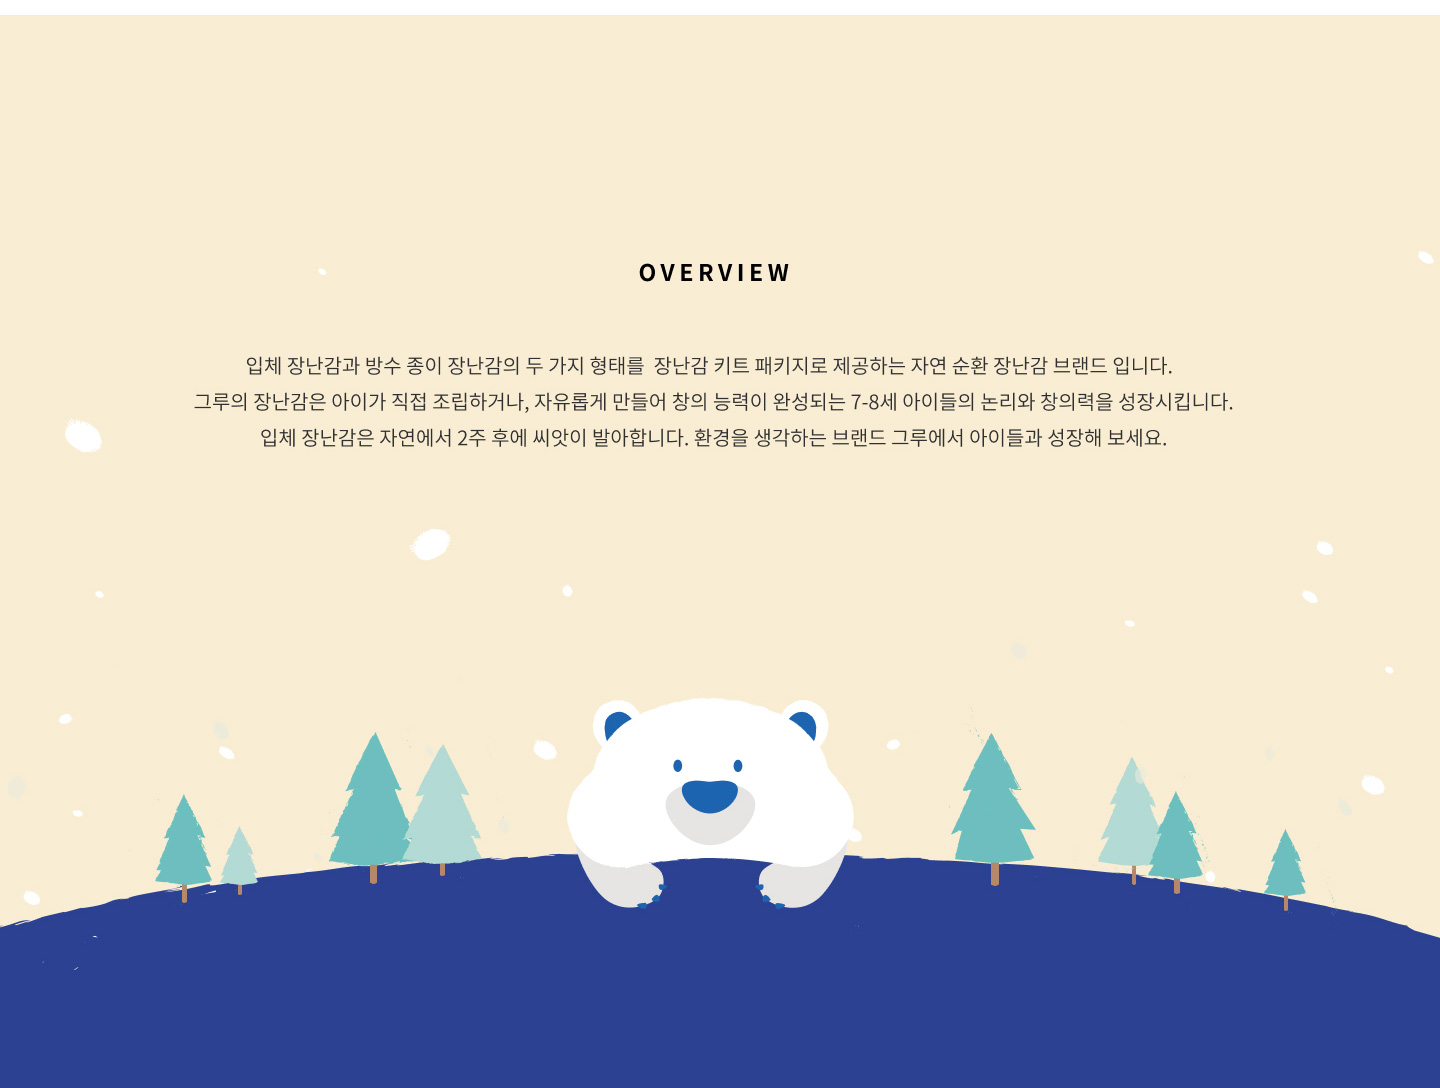 OVERVIEW
입체 장난감과 방수 종이 장난감의 두 가지 형태를 장난감 키트 패키지로 제공하는 자연 순환 장난감 브랜드 입니다.
그루의 장난감은 아이가 직접 조립하거나, 자유롭게 만들어 창의 능력이 완성되는 7-8세 아이들의 논리와 창의력을 성장시킵니다.
입체 장난감은 자연에서 2주 후에 씨앗이 발아합니다. 환경을 생각하는 브랜드 그루에서 아이들과 성장해 보세요.